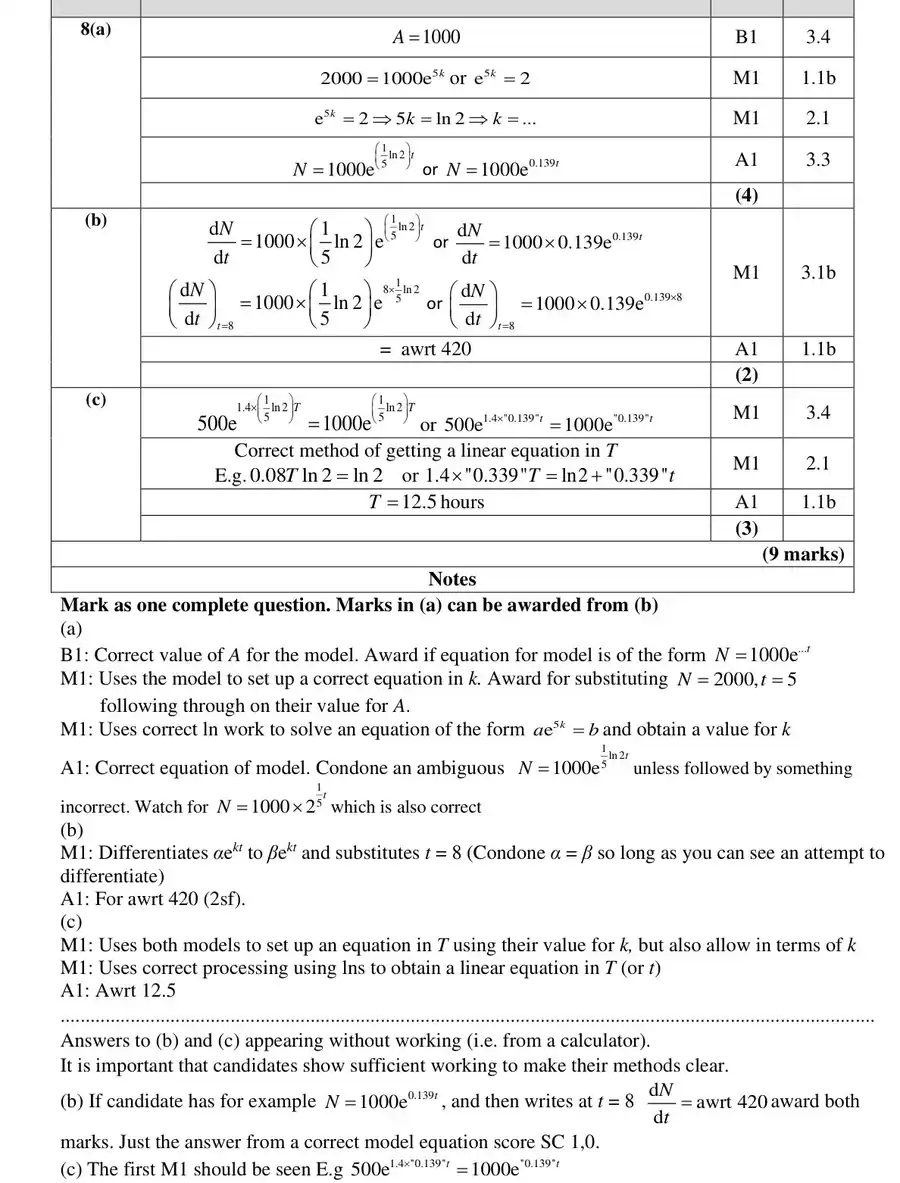 8(a) A = 1000 B1 3.4
2000 = 1000e^{5k} or e^{5k} = 2 M1 1.1b
e^{5k} = 2 ⇒ 5k = ln 2 ⇒ k = ... M1 2.1
N = 1000e^{(1/5 ln 2)t} or N = 1000e^{0.139t} A1 3.3
(4)
(b) dN/dt = 1000 × (1/5 ln 2) e^{(1/5 ln 2)t} or dN/dt = 1000 × 0.139e^{0.139t}
M1 3.1b
(dN/dt)_{t=8} = 1000 × (1/5 ln 2) e^{8×1/5 ln 2} or (dN/dt)_{t=8} = 1000 × 0.139e^{0.139×8}
= awrt 420 A1 1.1b
(2)
(c) 500e^{1.4×(1/5 ln 2)T} = 1000e^{(1/5 ln 2)T} or 500e^{1.4×"0.139"t} = 1000e^{"0.139"t} M1 3.4
Correct method of getting a linear equation in T
E.g. 0.08T ln 2 = ln 2 or 1.4 × "0.339"T = ln2 + "0.339"t M1 2.1
T = 12.5 hours A1 1.1b
(3)
(9 marks)
Notes
Mark as one complete question. Marks in (a) can be awarded from (b)
(a)
B1: Correct value of A for the model. Award if equation for model is of the form N = 1000e^{...t}
M1: Uses the model to set up a correct equation in k. Award for substituting N = 2000, t = 5
following through on their value for A.
M1: Uses correct ln work to solve an equation of the form ae^{5k} = b and obtain a value for k
A1: Correct equation of model. Condone an ambiguous N = 1000e^{1/5 ln 2t} unless followed by something
incorrect. Watch for N = 1000 × 2^{1/5 t} which is also correct
(b)
M1: Differentiates αe^{kt} to βe^{kt} and substitutes t = 8 (Condone α = β so long as you can see an attempt to
differentiate)
A1: For awrt 420 (2sf).
(c)
M1: Uses both models to set up an equation in T using their value for k, but also allow in terms of k
M1: Uses correct processing using lns to obtain a linear equation in T (or t)
A1: Awrt 12.5
Answers to (b) and (c) appearing without working (i.e. from a calculator).
It is important that candidates show sufficient working to make their methods clear.
(b) If candidate has for example N = 1000e^{0.139t}, and then writes at t = 8 dN/dt = awrt 420 award both
marks. Just the answer from a correct model equation score SC 1,0.
(c) The first M1 should be seen E.g 500e^{1.4×"0.139"t} = 1000e^{"0.139"t}